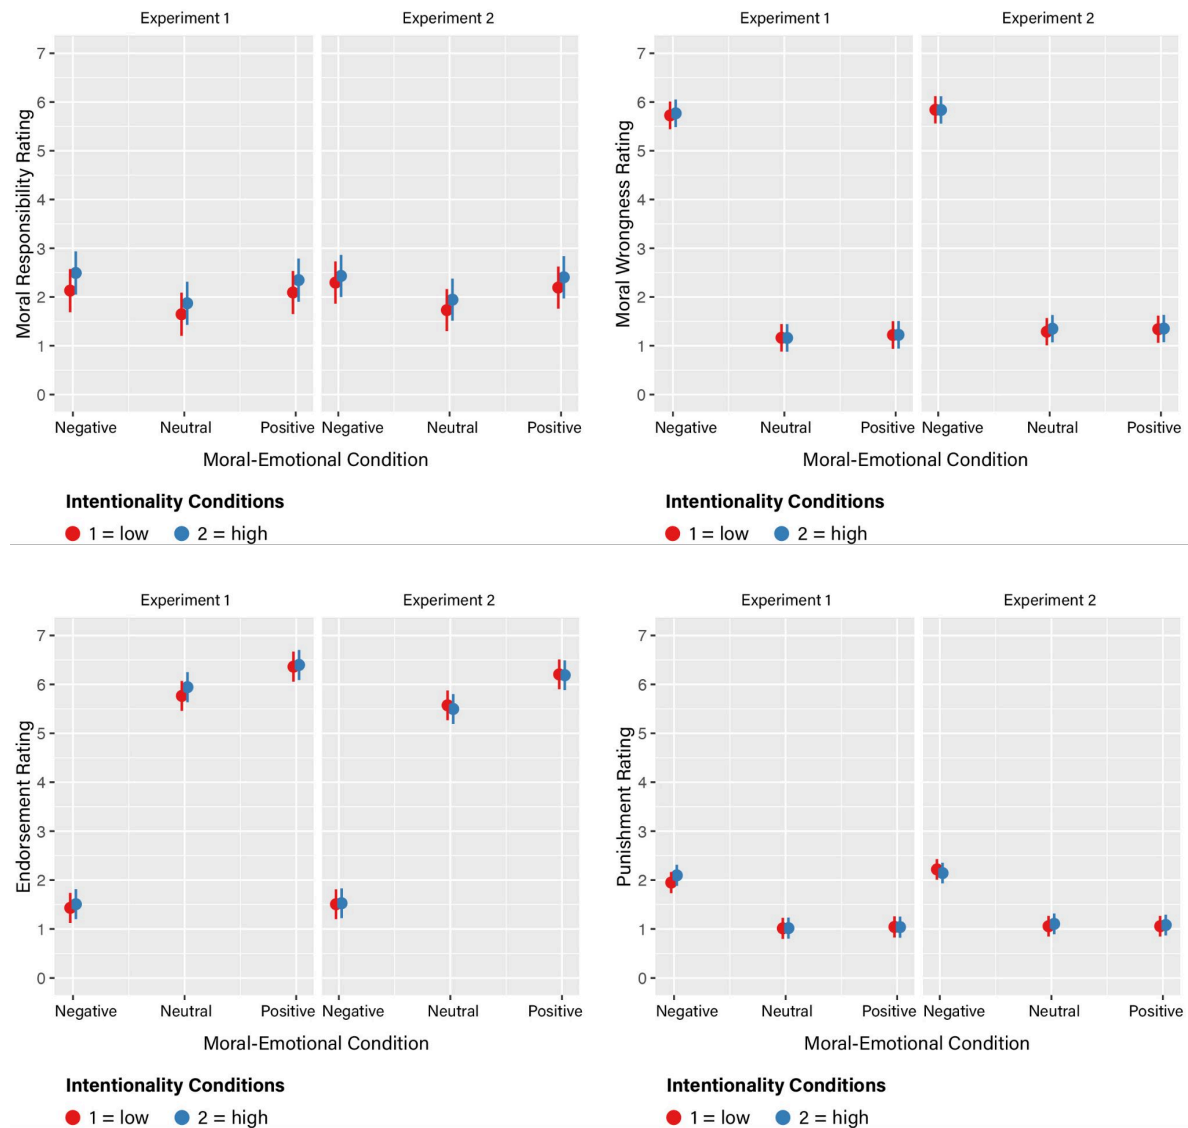 Experiment 1 Experiment 2
7
6
5
4
3
2
1
0
Moral Responsibility Rating
Negative Neutral Positive Negative Neutral Positive
Moral-Emotional Condition
Intentionality Conditions
1 = low 2 = high
Experiment 1 Experiment 2
7
6
5
4
3
2
1
0
Moral Wrongness Rating
Negative Neutral Positive Negative Neutral Positive
Moral-Emotional Condition
Intentionality Conditions
1 = low 2 = high
Experiment 1 Experiment 2
7
6
5
4
3
2
1
0
Endorsement Rating
Negative Neutral Positive Negative Neutral Positive
Moral-Emotional Condition
Intentionality Conditions
1 = low 2 = high
Experiment 1 Experiment 2
7
6
5
4
3
2
1
0
Punishment Rating
Negative Neutral Positive Negative Neutral Positive
Moral-Emotional Condition
Intentionality Conditions
1 = low 2 = high